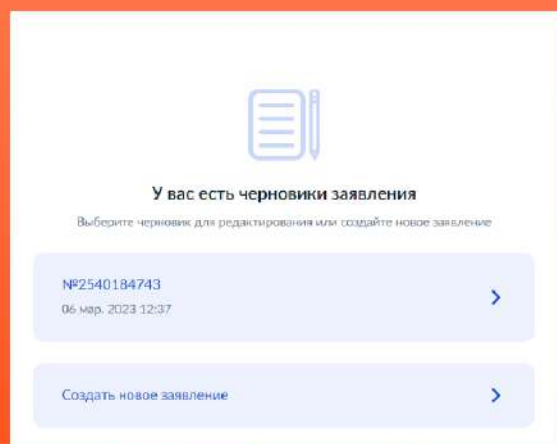 У вас есть черновики заявления
Выберите черновик для редактирования или создайте новое заявление
№2540184743
06 мар. 2023 12:37
Создать новое заявление